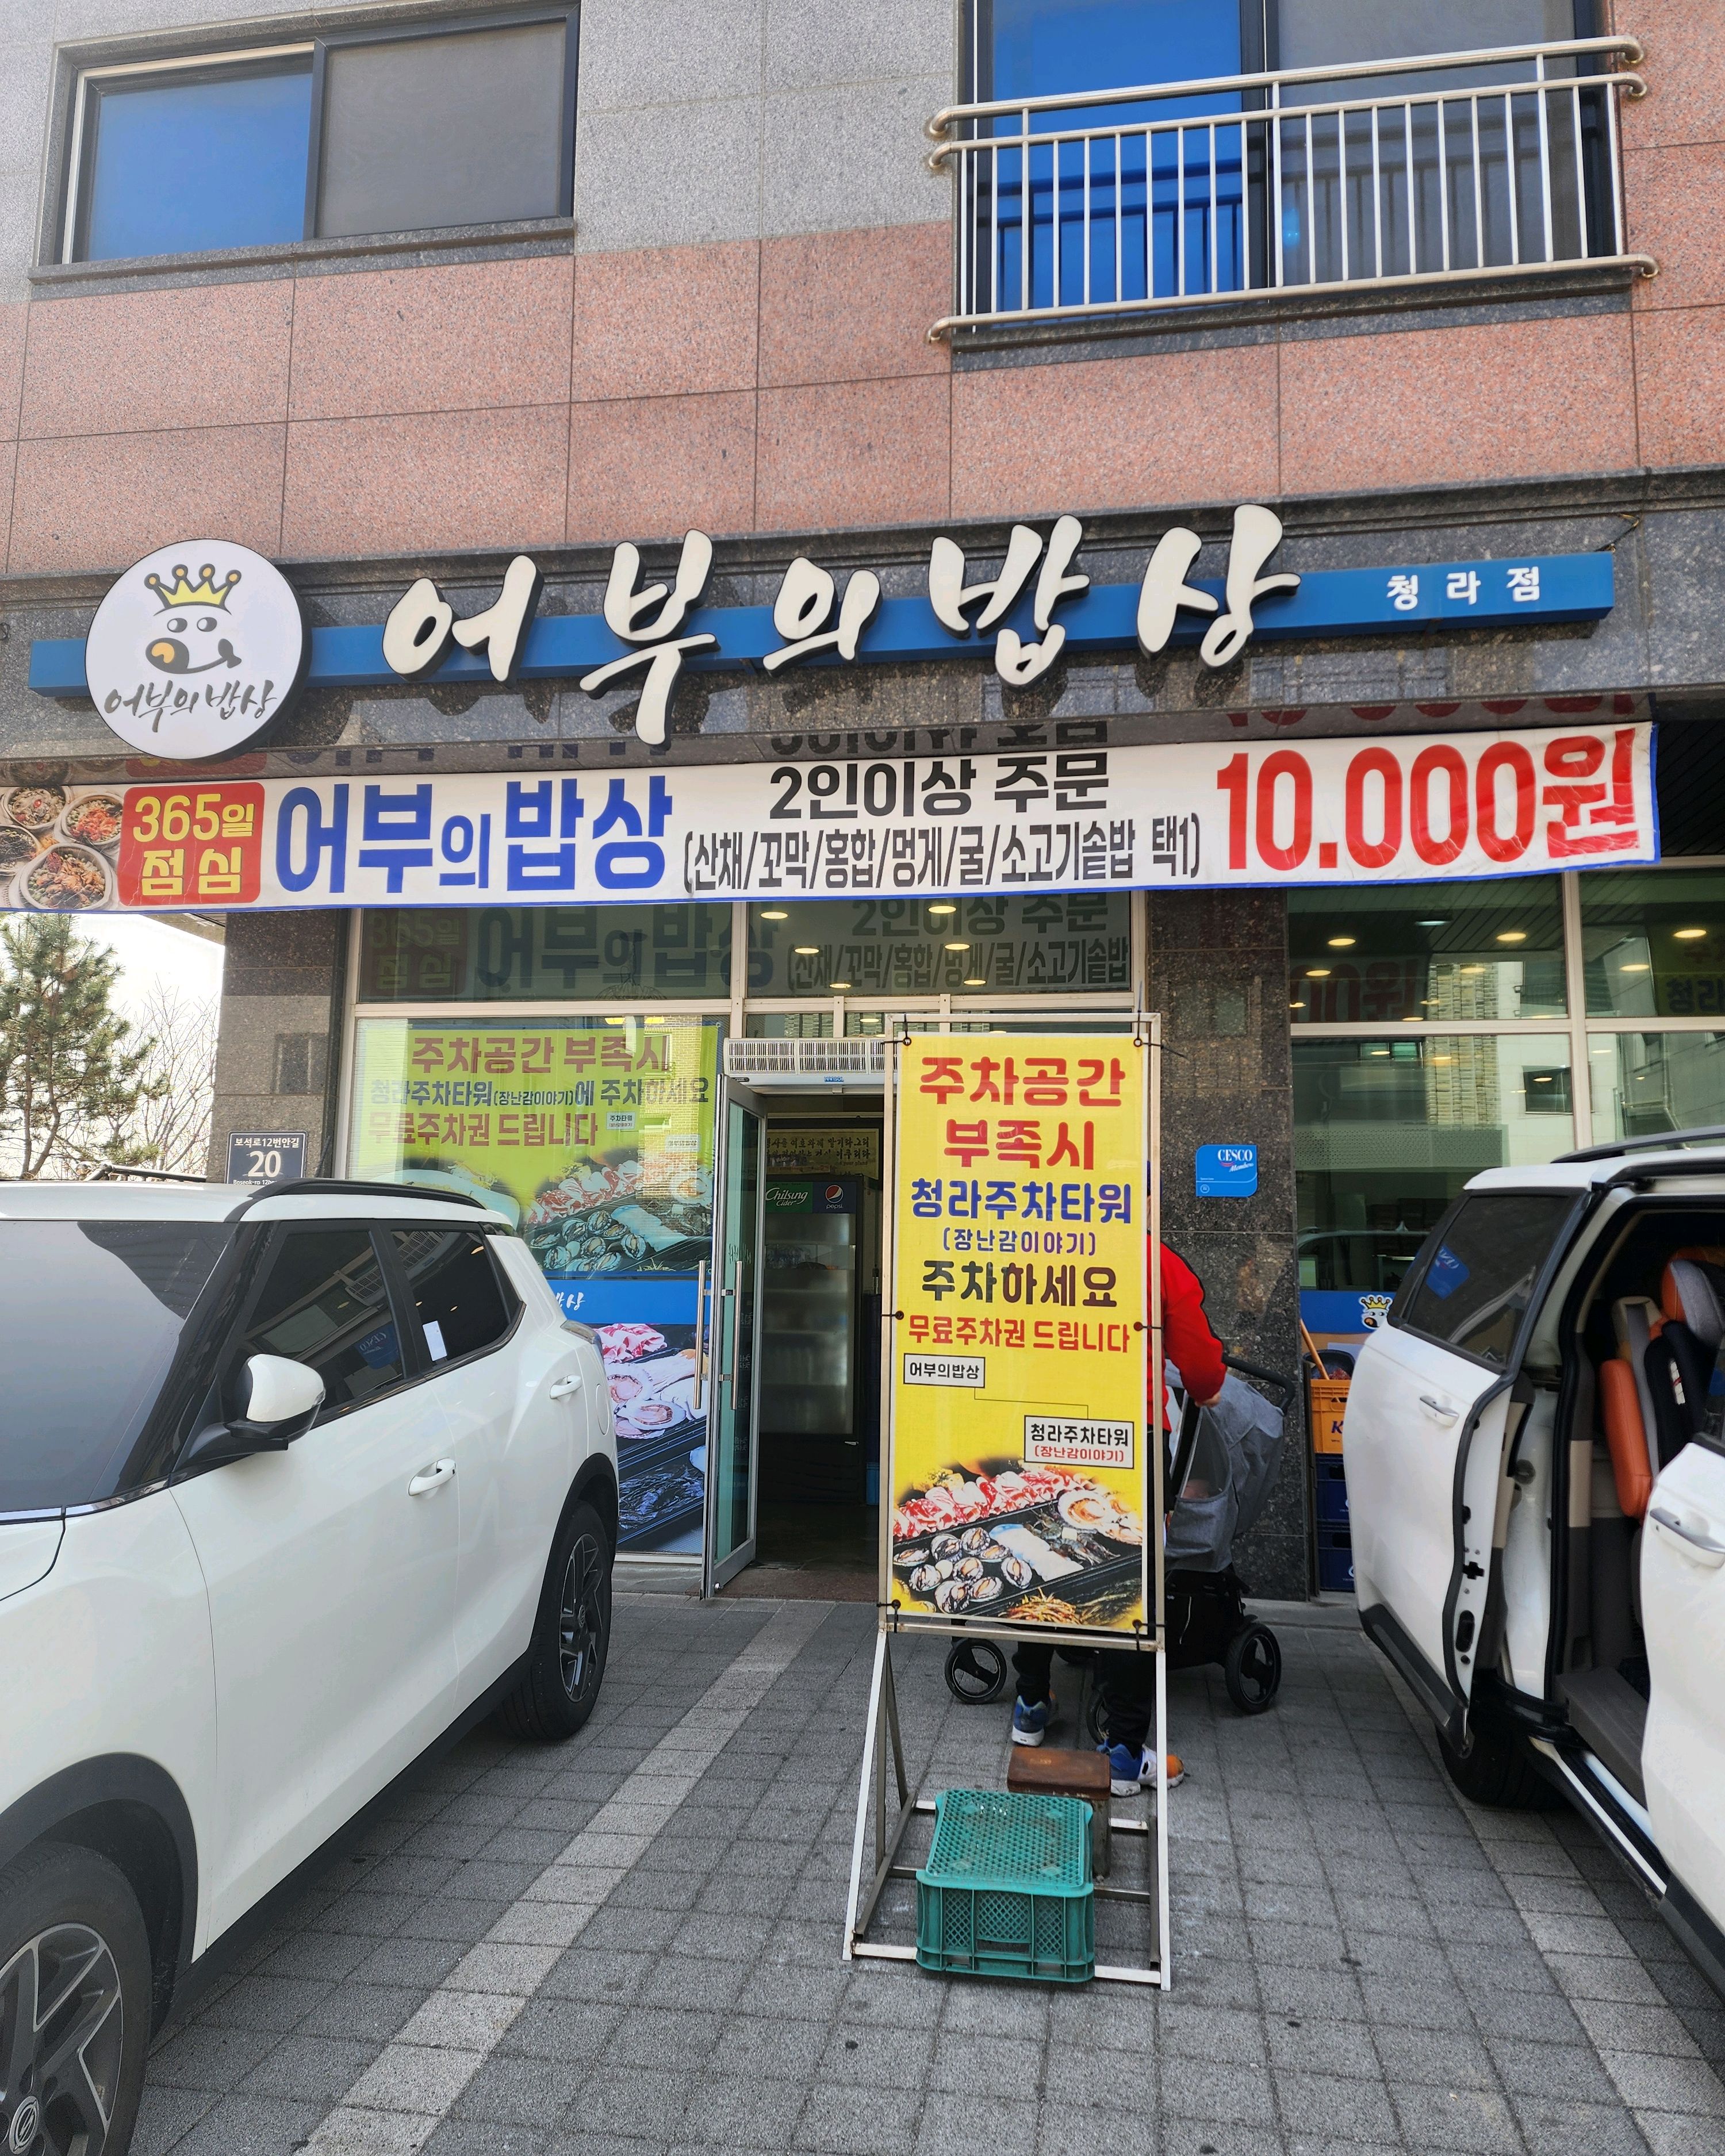 어부의밥상
어부의밥상
청라점
365일
점심
어부의밥상
2인이상 주문
(산채/꼬막/홍합/멍게/굴/소고기솥밥 택1)
10.000원
주차공간 부족시
청라주차타워(장난감이야기)에 주차하세요
무료주차권 드립니다
주차공간
부족시
청라주차타워
(장난감이야기)
주차하세요
무료주차권 드립니다
어부의밥상
청라주차타워
(장난감이야기)
보석로12번안길
20
CESCO
Members
Chilsung
Cider
pepsi